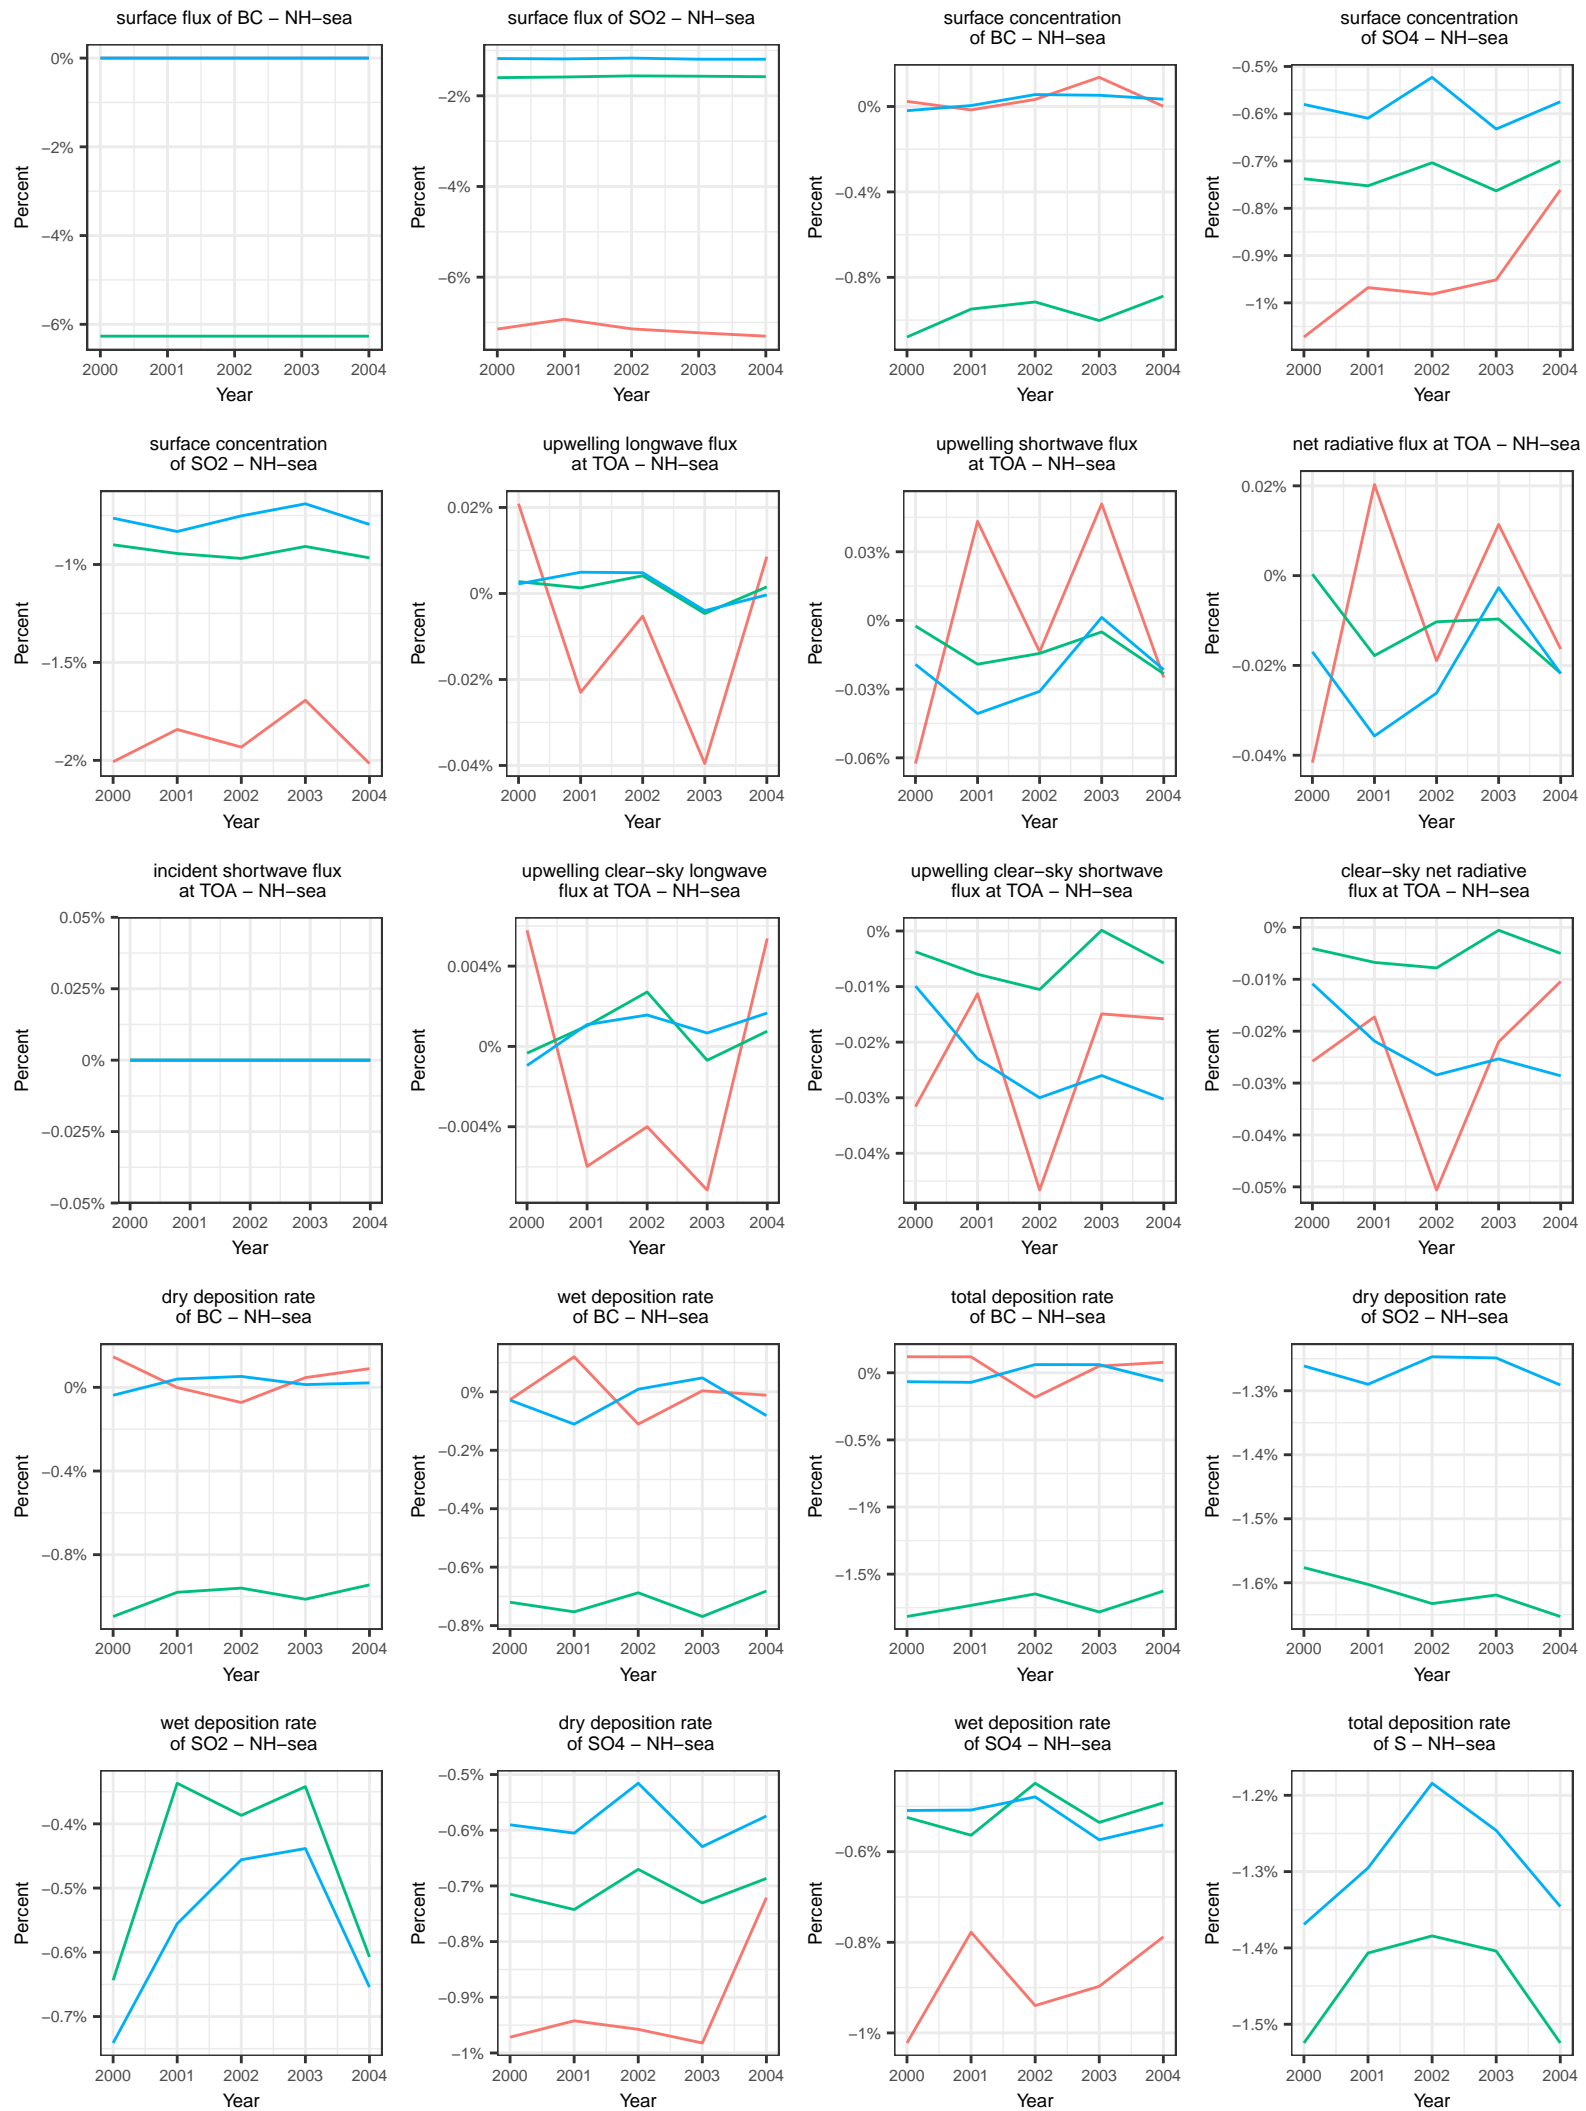 surface flux of BC – NH–sea
0%
−2%
−4%
−6%
Percent
2000 2001 2002 2003 2004
Year
surface flux of SO2 – NH–sea
−2%
−4%
−6%
Percent
2000 2001 2002 2003 2004
Year
surface concentration
of BC – NH–sea
0%
−0.4%
−0.8%
Percent
2000 2001 2002 2003 2004
Year
surface concentration
of SO4 – NH–sea
−0.5%
−0.6%
−0.7%
−0.8%
−0.9%
−1%
Percent
2000 2001 2002 2003 2004
Year
surface concentration
of SO2 – NH–sea
−1%
−1.5%
−2%
Percent
2000 2001 2002 2003 2004
Year
upwelling longwave flux
at TOA – NH–sea
0.02%
0%
−0.02%
−0.04%
Percent
2000 2001 2002 2003 2004
Year
upwelling shortwave flux
at TOA – NH–sea
0.03%
0%
−0.03%
−0.06%
Percent
2000 2001 2002 2003 2004
Year
net radiative flux at TOA – NH–sea
0.02%
0%
−0.02%
−0.04%
Percent
2000 2001 2002 2003 2004
Year
incident shortwave flux
at TOA – NH–sea
0.05%
0.025%
0%
−0.025%
−0.05%
Percent
2000 2001 2002 2003 2004
Year
upwelling clear–sky longwave
flux at TOA – NH–sea
0.004%
0%
−0.004%
Percent
2000 2001 2002 2003 2004
Year
upwelling clear–sky shortwave
flux at TOA – NH–sea
0%
−0.01%
−0.02%
−0.03%
−0.04%
Percent
2000 2001 2002 2003 2004
Year
clear–sky net radiative
flux at TOA – NH–sea
0%
−0.01%
−0.02%
−0.03%
−0.04%
−0.05%
Percent
2000 2001 2002 2003 2004
Year
dry deposition rate
of BC – NH–sea
0%
−0.4%
−0.8%
Percent
2000 2001 2002 2003 2004
Year
wet deposition rate
of BC – NH–sea
0%
−0.2%
−0.4%
−0.6%
−0.8%
Percent
2000 2001 2002 2003 2004
Year
total deposition rate
of BC – NH–sea
0%
−0.5%
−1%
−1.5%
Percent
2000 2001 2002 2003 2004
Year
dry deposition rate
of SO2 – NH–sea
−1.3%
−1.4%
−1.5%
−1.6%
Percent
2000 2001 2002 2003 2004
Year
wet deposition rate
of SO2 – NH–sea
−0.4%
−0.5%
−0.6%
−0.7%
Percent
2000 2001 2002 2003 2004
Year
dry deposition rate
of SO4 – NH–sea
−0.5%
−0.6%
−0.7%
−0.8%
−0.9%
−1%
Percent
2000 2001 2002 2003 2004
Year
wet deposition rate
of SO4 – NH–sea
−0.6%
−0.8%
−1%
Percent
2000 2001 2002 2003 2004
Year
total deposition rate
of S – NH–sea
−1.2%
−1.3%
−1.4%
−1.5%
Percent
2000 2001 2002 2003 2004
Year